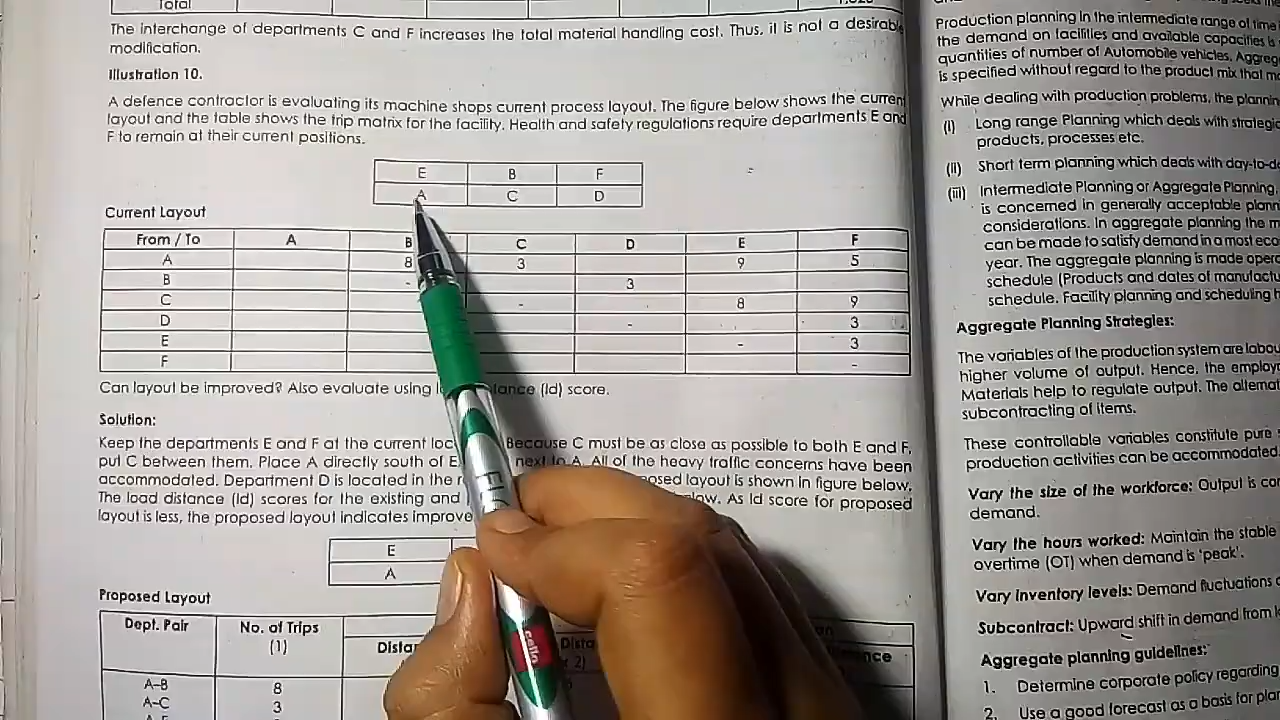 Total
The interchange of departments C and F increases the total material handling cost. Thus, it is not a desirable
modification.
Illustration 10.
A defence contractor is evaluating its machine shops current process layout. The figure below shows the current
layout and the table shows the trip matrix for the facility. Health and safety regulations require departments E and
F to remain at their current positions.
E B F
A C D
Current Layout
From / To A B C D E F
A 8 3 9 5
B - 3
C - 8 9
D - 3
E - 3
F -
Can layout be improved? Also evaluate using (ld) score.
Solution:
Keep the departments E and F at the current Because C must be as close as possible to both E and F,
put C between them. Place A directly south of E, next to A. All of the heavy traffic concerns have been
accommodated. Department D is located in the layout is shown in figure below.
The load distance (ld) scores for the existing and As ld score for proposed
layout is less, the proposed layout indicates
E
A
Proposed Layout
Dept. Pair No. of Trips
(1)
A-B 8
A-C 3
Production planning in the intermediate range of time
the demand on facilities and available capacities is
quantities of number of Automobile vehicles,
is specified without regard to the product mix that
While dealing with production problems, the
(i) Long range Planning which deals with
products, processes etc.
(ii) Short term planning which deals with
(iii) Intermediate Planning or Aggregate Planning,
is concerned in generally acceptable
considerations. In aggregate planning the
can be made to satisfy demand in a most
year. The aggregate planning is made
schedule (Products and dates of
schedule. Facility planning and scheduling
Aggregate Planning Strategies:
The variables of the production system are
higher volume of output. Hence, the
Materials help to regulate output. The
subcontracting of items.
These controllable variables constitute pure
production activities can be accommodated.
Vary the size of the workforce: Output is
demand.
Vary the hours worked: Maintain the stable
overtime (OT) when demand is 'peak'.
Vary inventory levels: Demand fluctuations
Subcontract: Upward shift in demand from
Aggregate planning guidelines:
1. Determine corporate policy regarding
2. Use a good forecast as a basis for
cello